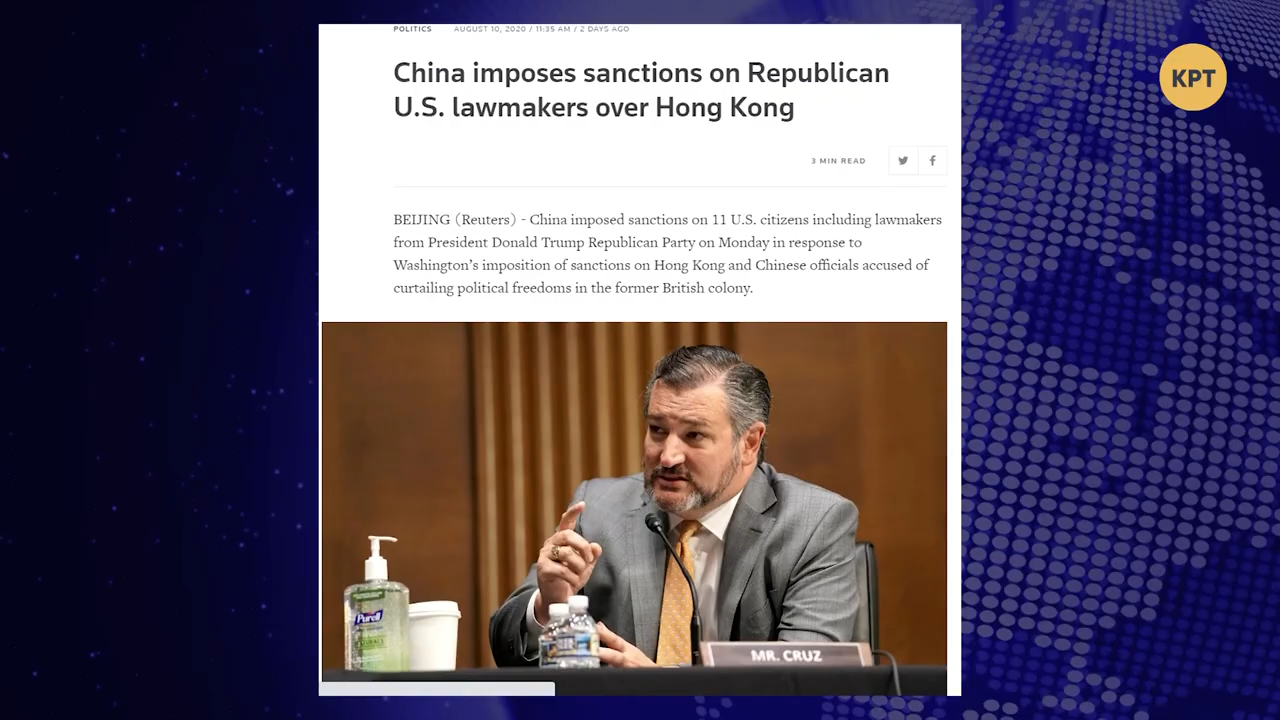 POLITICS AUGUST 10, 2020 / 11:35 AM / 2 DAYS AGO
KPT
China imposes sanctions on Republican
U.S. lawmakers over Hong Kong
3 MIN READ
BEIJING (Reuters) - China imposed sanctions on 11 U.S. citizens including lawmakers
from President Donald Trump Republican Party on Monday in response to
Washington’s imposition of sanctions on Hong Kong and Chinese officials accused of
curtailing political freedoms in the former British colony.
Purell
MR. CRUZ